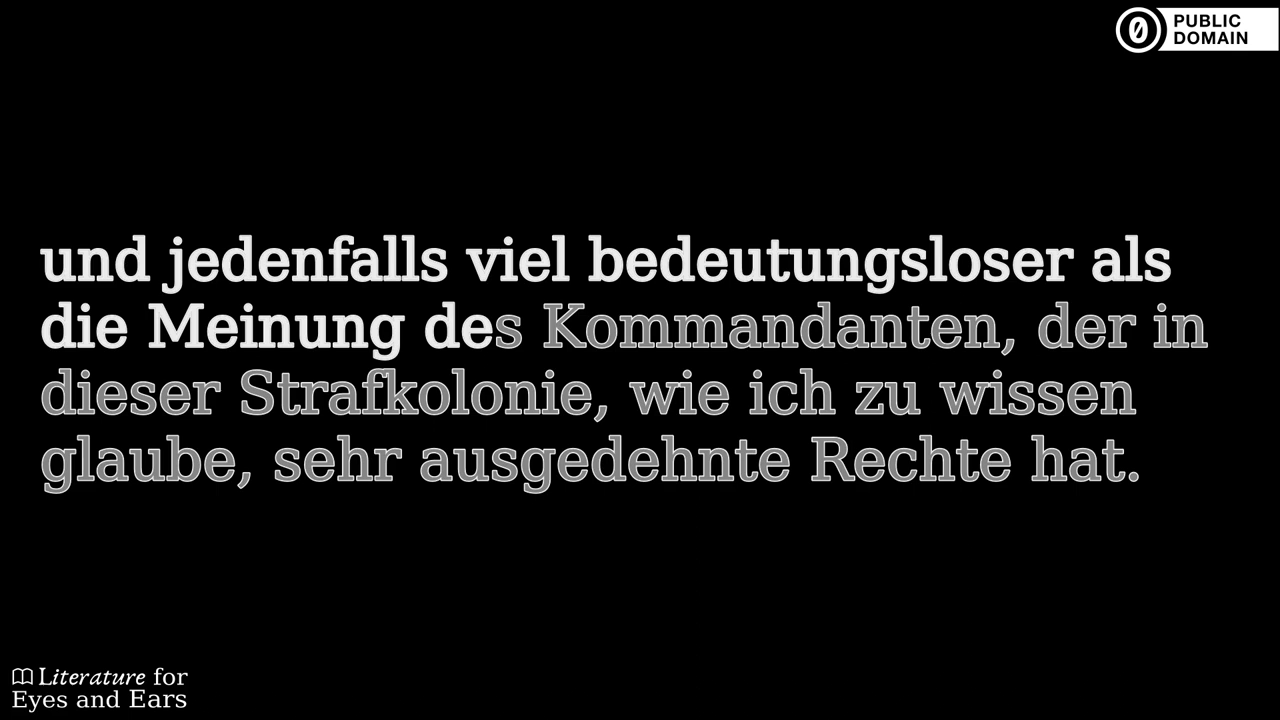 PUBLIC
DOMAIN
und jedenfalls viel bedeutungsloser als
die Meinung des Kommandanten, der in
dieser Strafkolonie, wie ich zu wissen
glaube, sehr ausgedehnte Rechte hat.
Literature for
Eyes and Ears